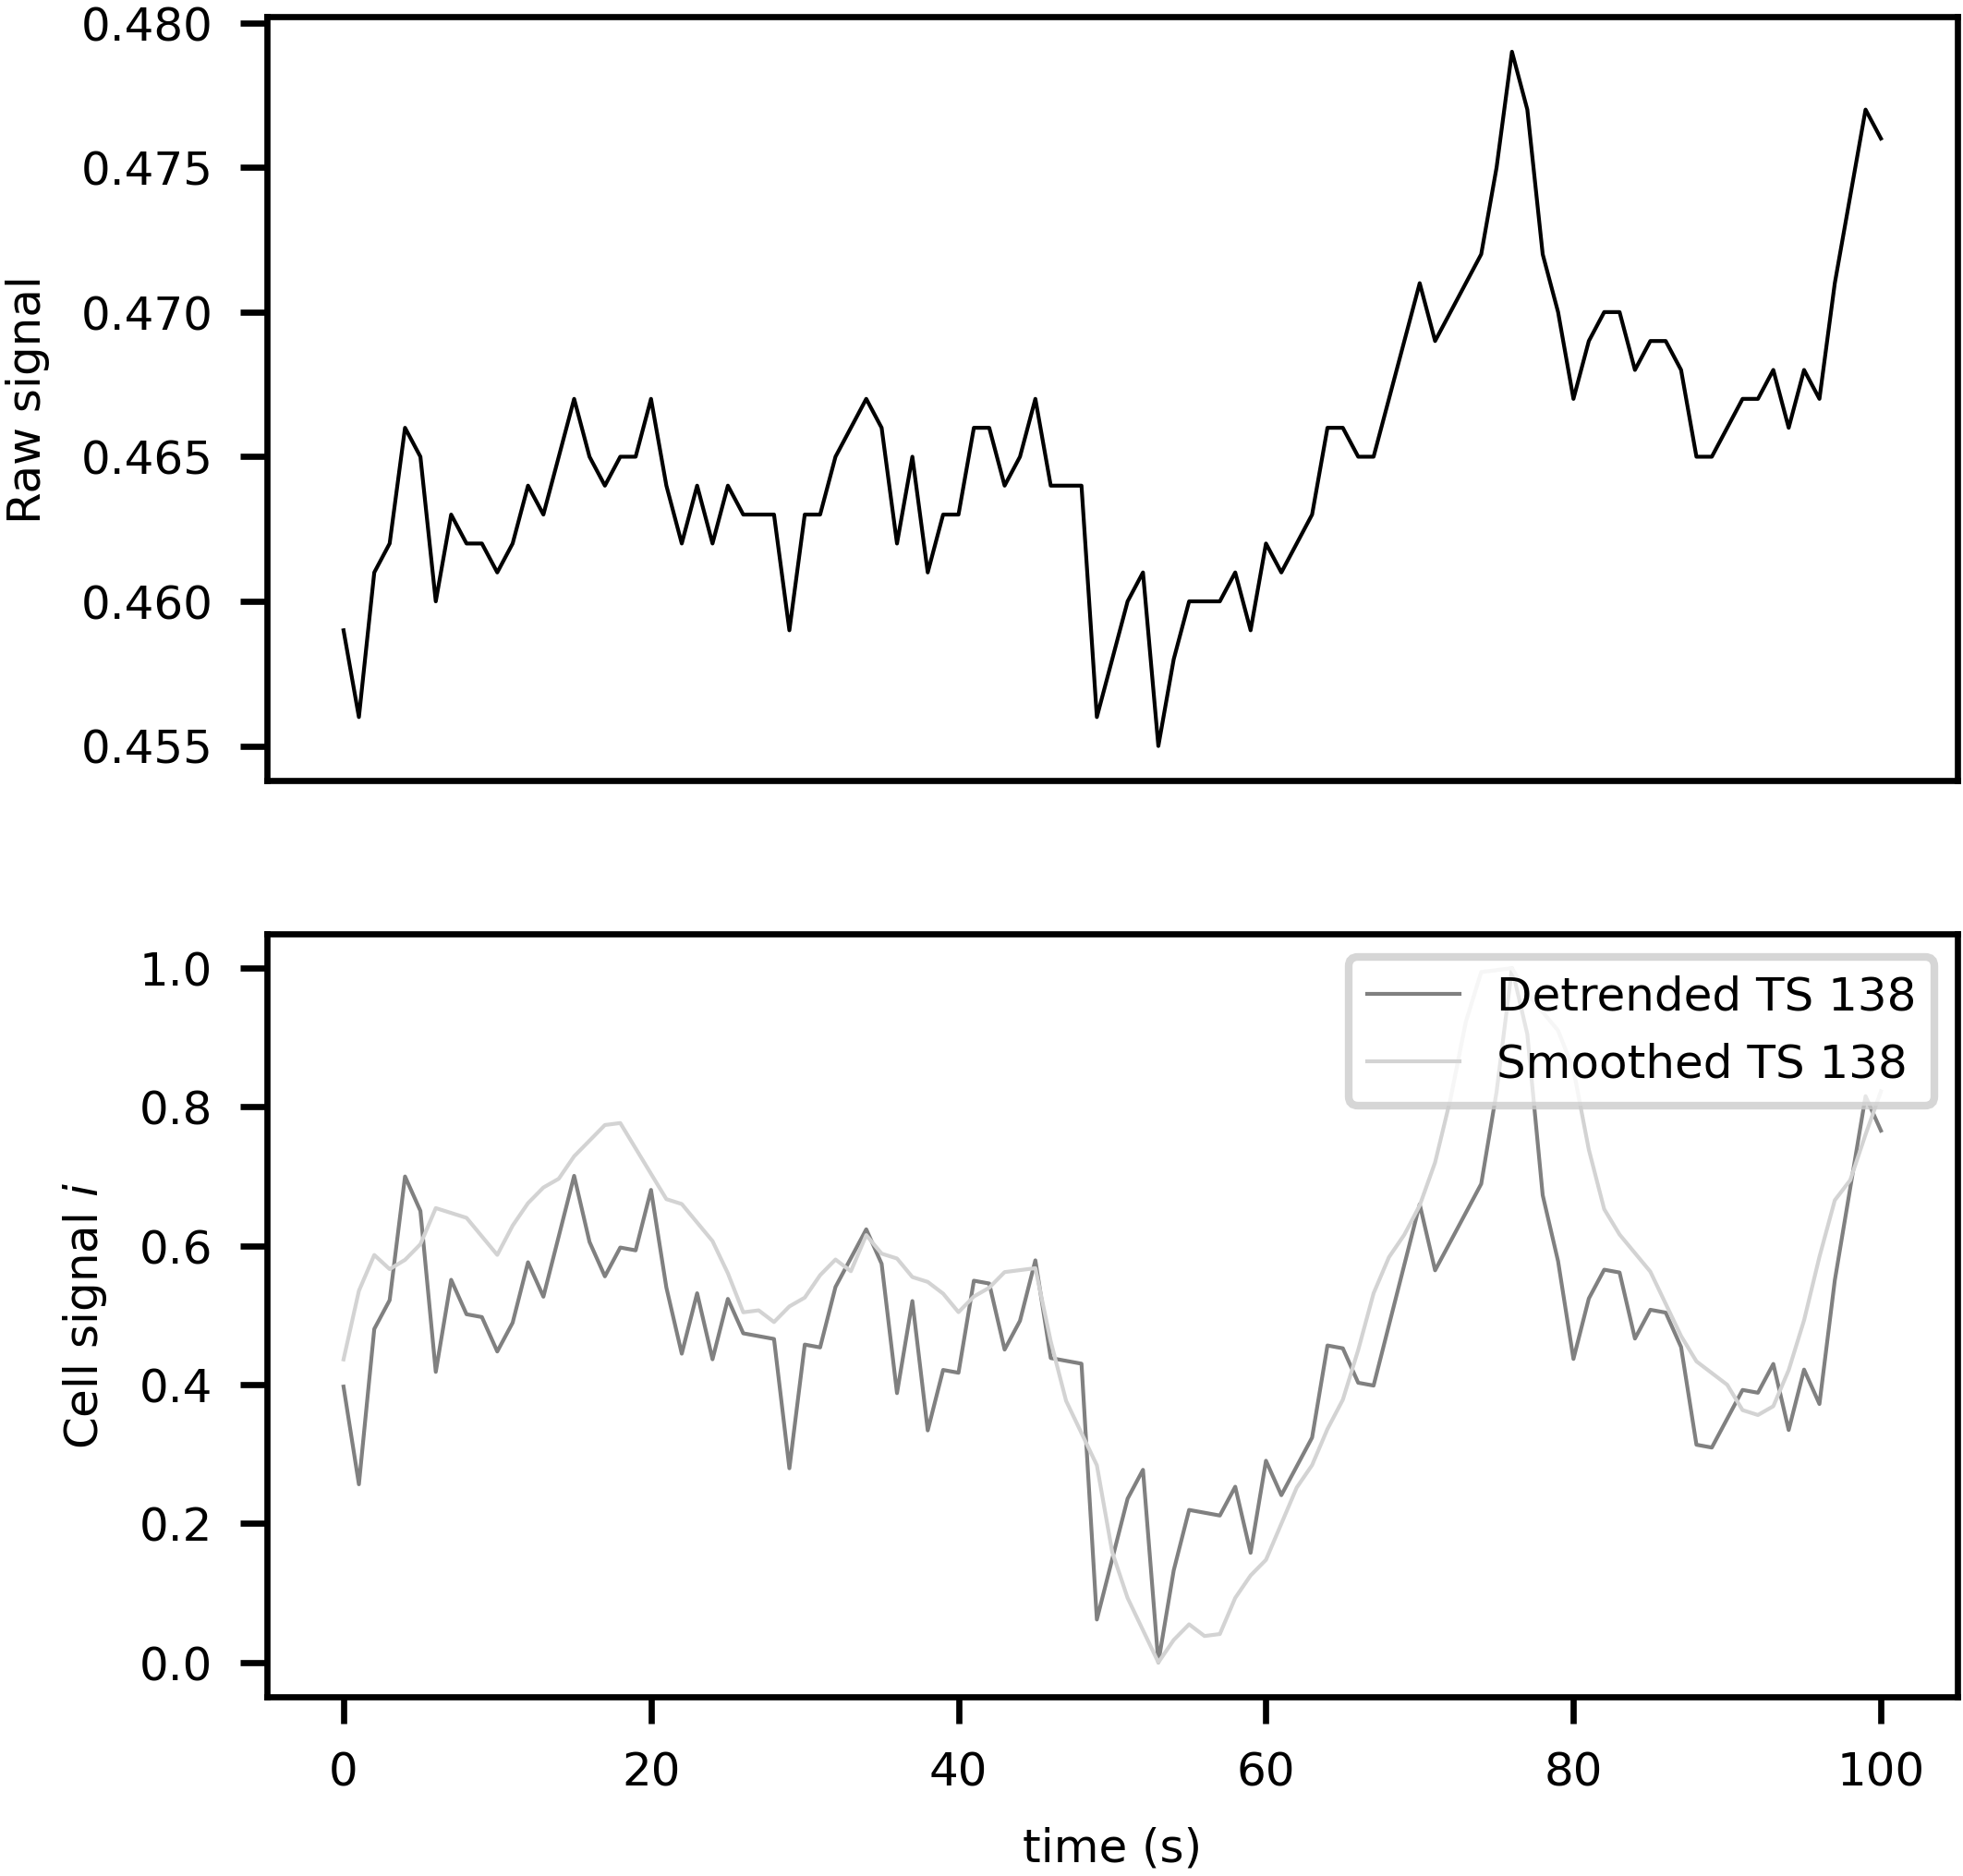 0.480
0.475
0.470
0.465
0.460
0.455
Raw signal
1.0
0.8
0.6
0.4
0.2
0.0
Cell signal i
Detrended TS 138
Smoothed TS 138
0 20 40 60 80 100
time (s)